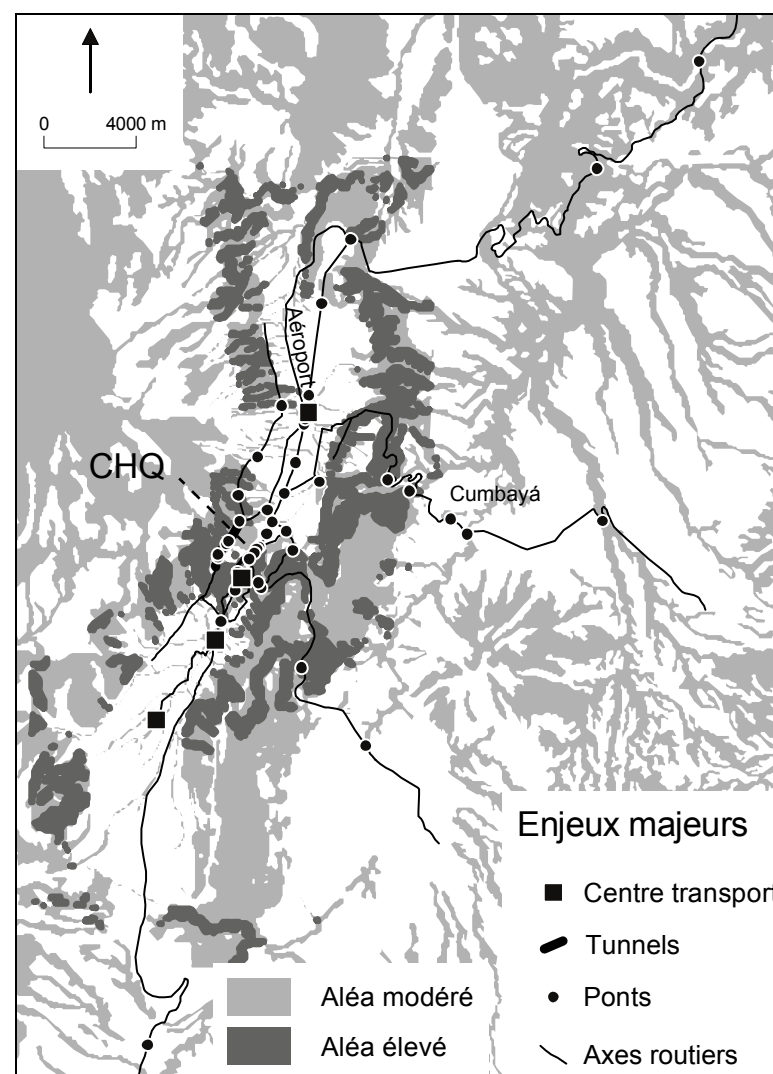 0 4000 m
Aéroport
CHQ
Cumbayá
Enjeux majeurs
Centre transport
Tunnels
Ponts
Axes routiers
Aléa modéré
Aléa élevé